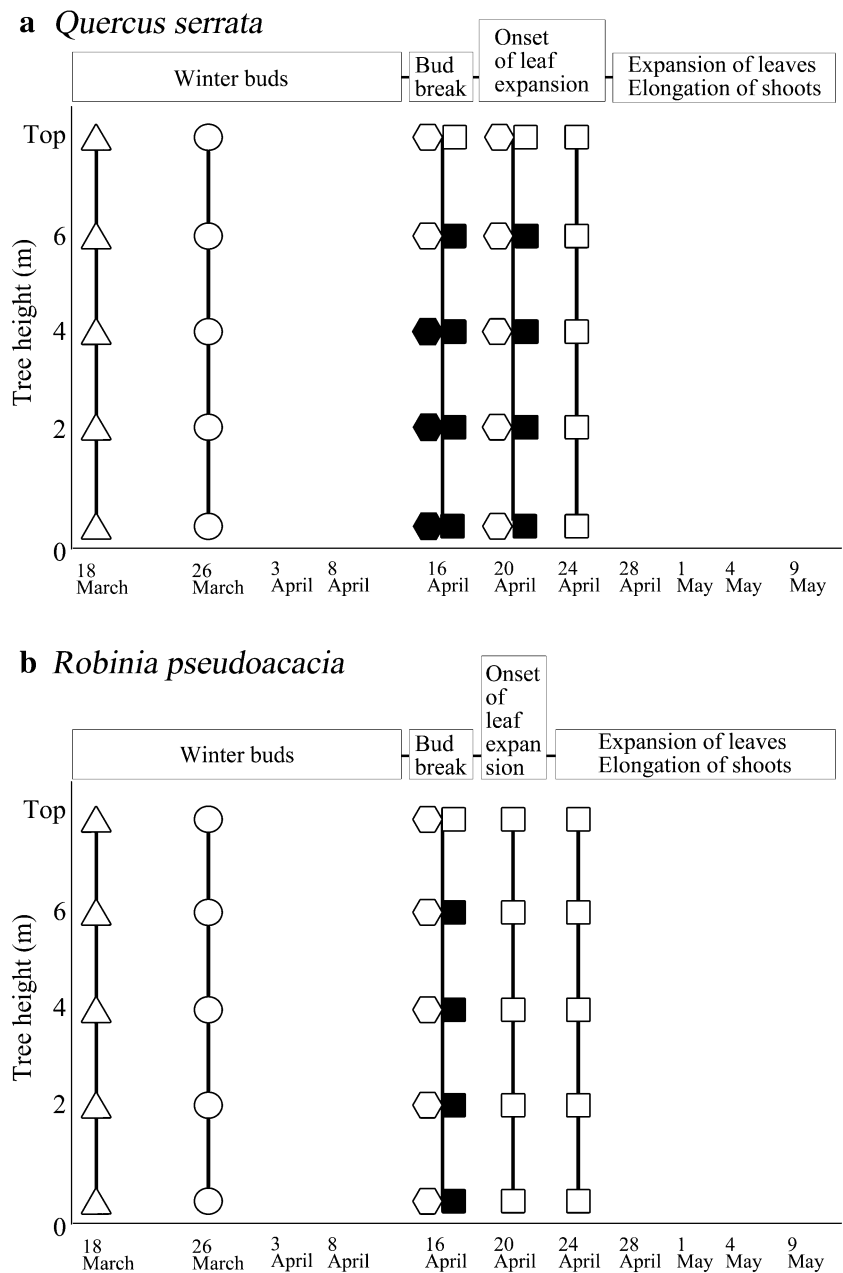 a Quercus serrata
Winter buds
Bud
break
Onset
of leaf
expansion
Expansion of leaves
Elongation of shoots
Tree height (m)
Top
6
4
2
0
18
March
26
March
3
April
8
April
16
April
20
April
24
April
28
April
1
May
4
May
9
May
b Robinia pseudoacacia
Winter buds
Bud
break
Onset
of
leaf
expan
sion
Expansion of leaves
Elongation of shoots
Tree height (m)
Top
6
4
2
0
18
March
26
March
3
April
8
April
16
April
20
April
24
April
28
April
1
May
4
May
9
May